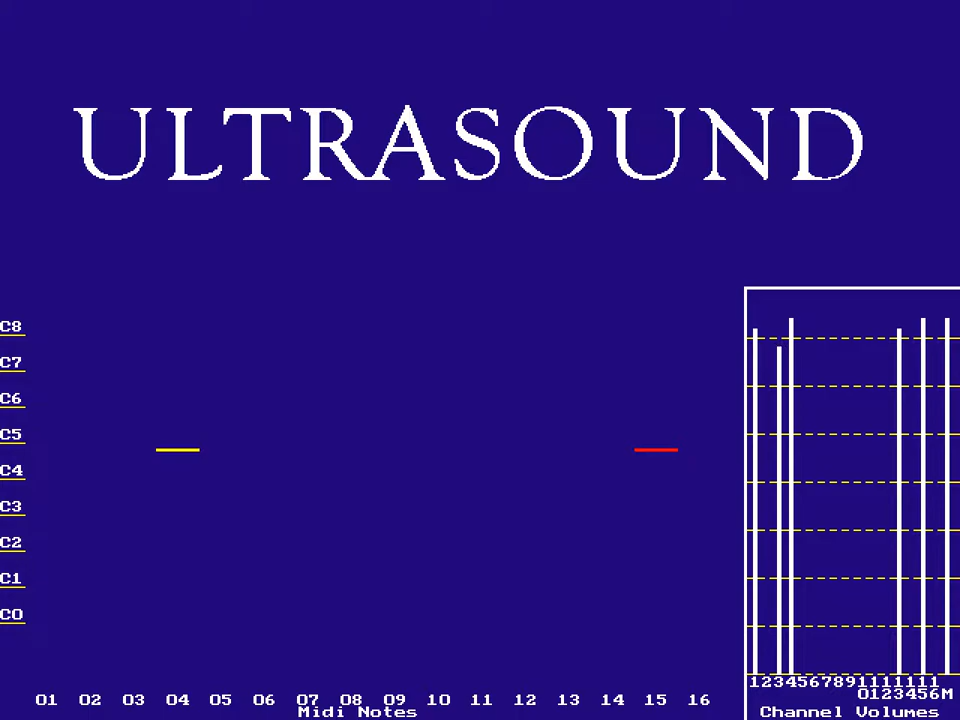 ULTRASOUND
C8
C7
C6
C5
C4
C3
C2
C1
C0
01 02 03 04 05 06 07 08 09 10 11 12 13 14 15 16
Midi Notes
1234567891111111
0123456M
Channel Volumes